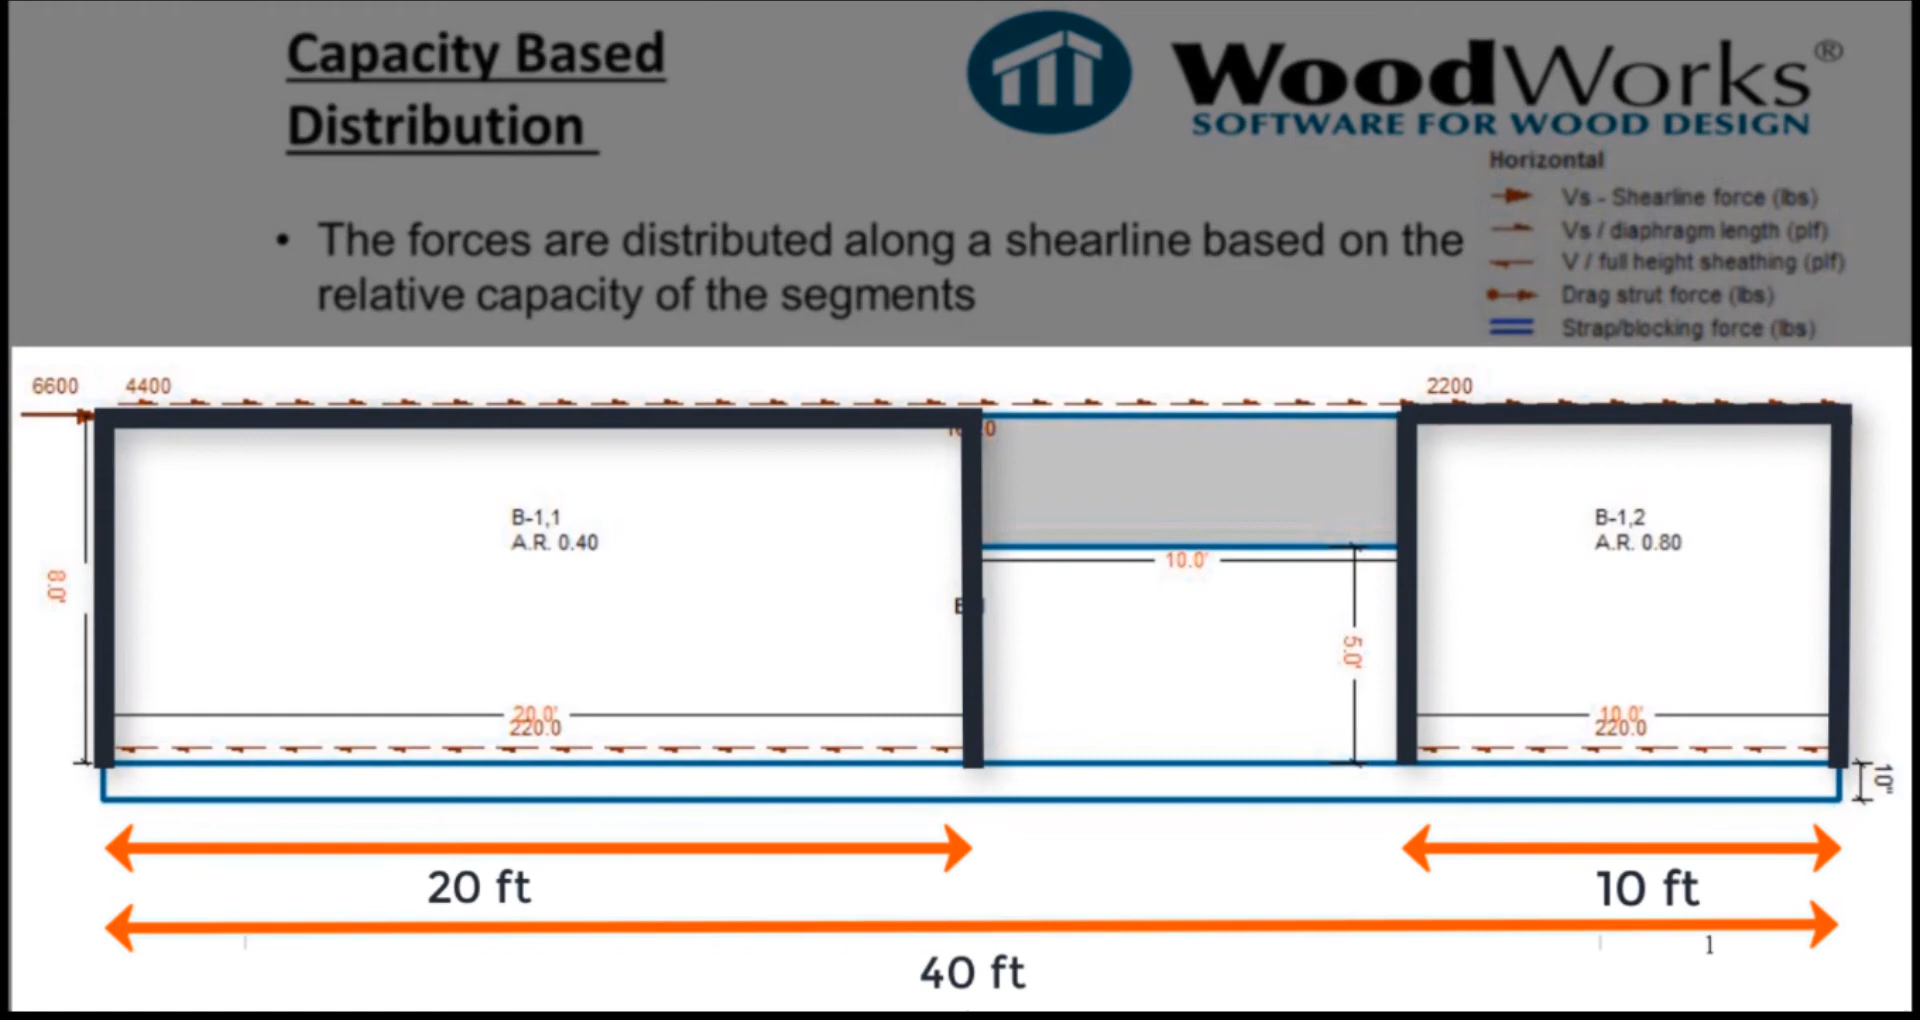 Capacity Based
Distribution
WoodWorks®
SOFTWARE FOR WOOD DESIGN
• The forces are distributed along a shearline based on the
relative capacity of the segments
Horizontal
Vs - Shearline force (lbs)
Vs / diaphragm length (plf)
V / full height sheathing (plf)
Drag strut force (lbs)
Strap/blocking force (lbs)
6600
4400
2200
B-1,1
A.R. 0.40
B-1,2
A.R. 0.80
8.0'
10.0'
5.0'
20.0'
220.0
10.0'
220.0
10"
20 ft
10 ft
1
40 ft